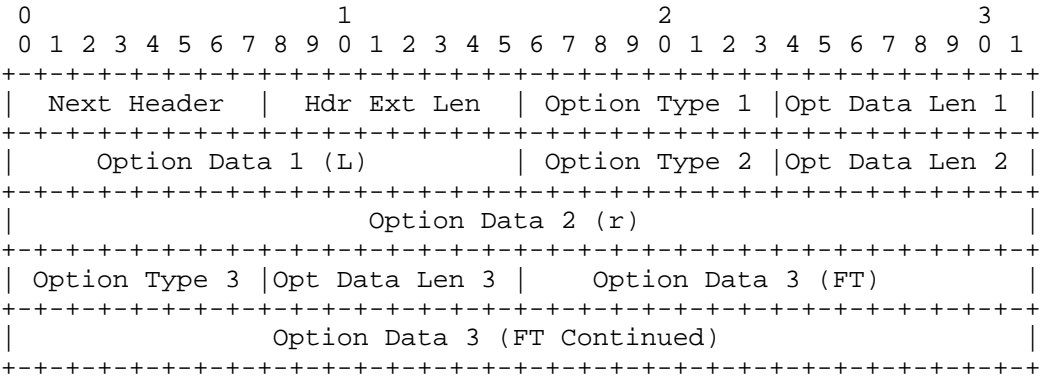 0                   1                   2                   3
 0 1 2 3 4 5 6 7 8 9 0 1 2 3 4 5 6 7 8 9 0 1 2 3 4 5 6 7 8 9 0 1
+-+-+-+-+-+-+-+-+-+-+-+-+-+-+-+-+-+-+-+-+-+-+-+-+-+-+-+-+-+-+-+-+
|  Next Header  |  Hdr Ext Len  | Option Type 1 |Opt Data Len 1 |
+-+-+-+-+-+-+-+-+-+-+-+-+-+-+-+-+-+-+-+-+-+-+-+-+-+-+-+-+-+-+-+-+
|     Option Data 1 (L)         | Option Type 2 |Opt Data Len 2 |
+-+-+-+-+-+-+-+-+-+-+-+-+-+-+-+-+-+-+-+-+-+-+-+-+-+-+-+-+-+-+-+-+
|                      Option Data 2 (r)                        |
+-+-+-+-+-+-+-+-+-+-+-+-+-+-+-+-+-+-+-+-+-+-+-+-+-+-+-+-+-+-+-+-+
| Option Type 3 |Opt Data Len 3 |    Option Data 3 (FT)         |
+-+-+-+-+-+-+-+-+-+-+-+-+-+-+-+-+-+-+-+-+-+-+-+-+-+-+-+-+-+-+-+-+
|                Option Data 3 (FT Continued)                   |
+-+-+-+-+-+-+-+-+-+-+-+-+-+-+-+-+-+-+-+-+-+-+-+-+-+-+-+-+-+-+-+-+